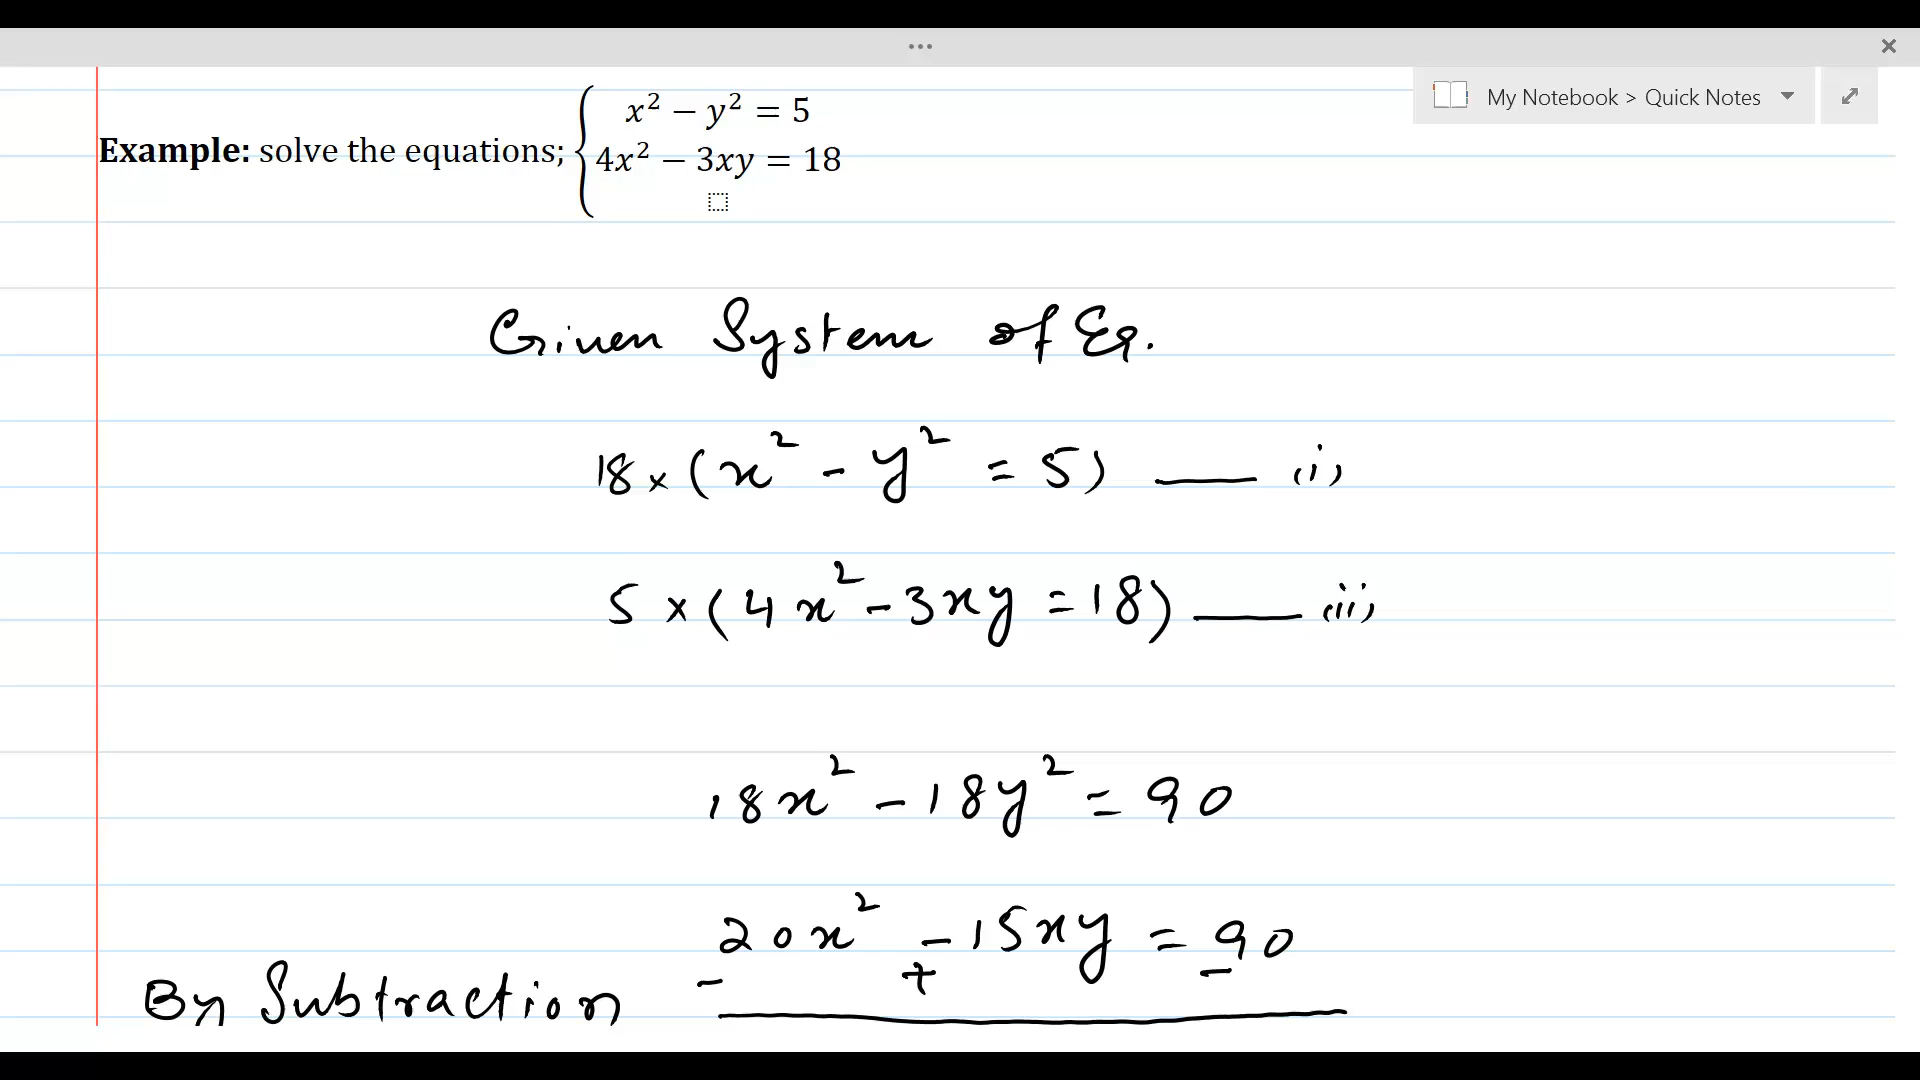 ...
My Notebook > Quick Notes
Example: solve the equations; { x² − y² = 5
4x² − 3xy = 18
Given System of Eq.
18 × (x² - y² = 5) —— (i)
5 × (4x² - 3xy = 18) —— (ii)
18x² - 18y² = 90
20x² - 15xy = 90
- + -
By Subtraction